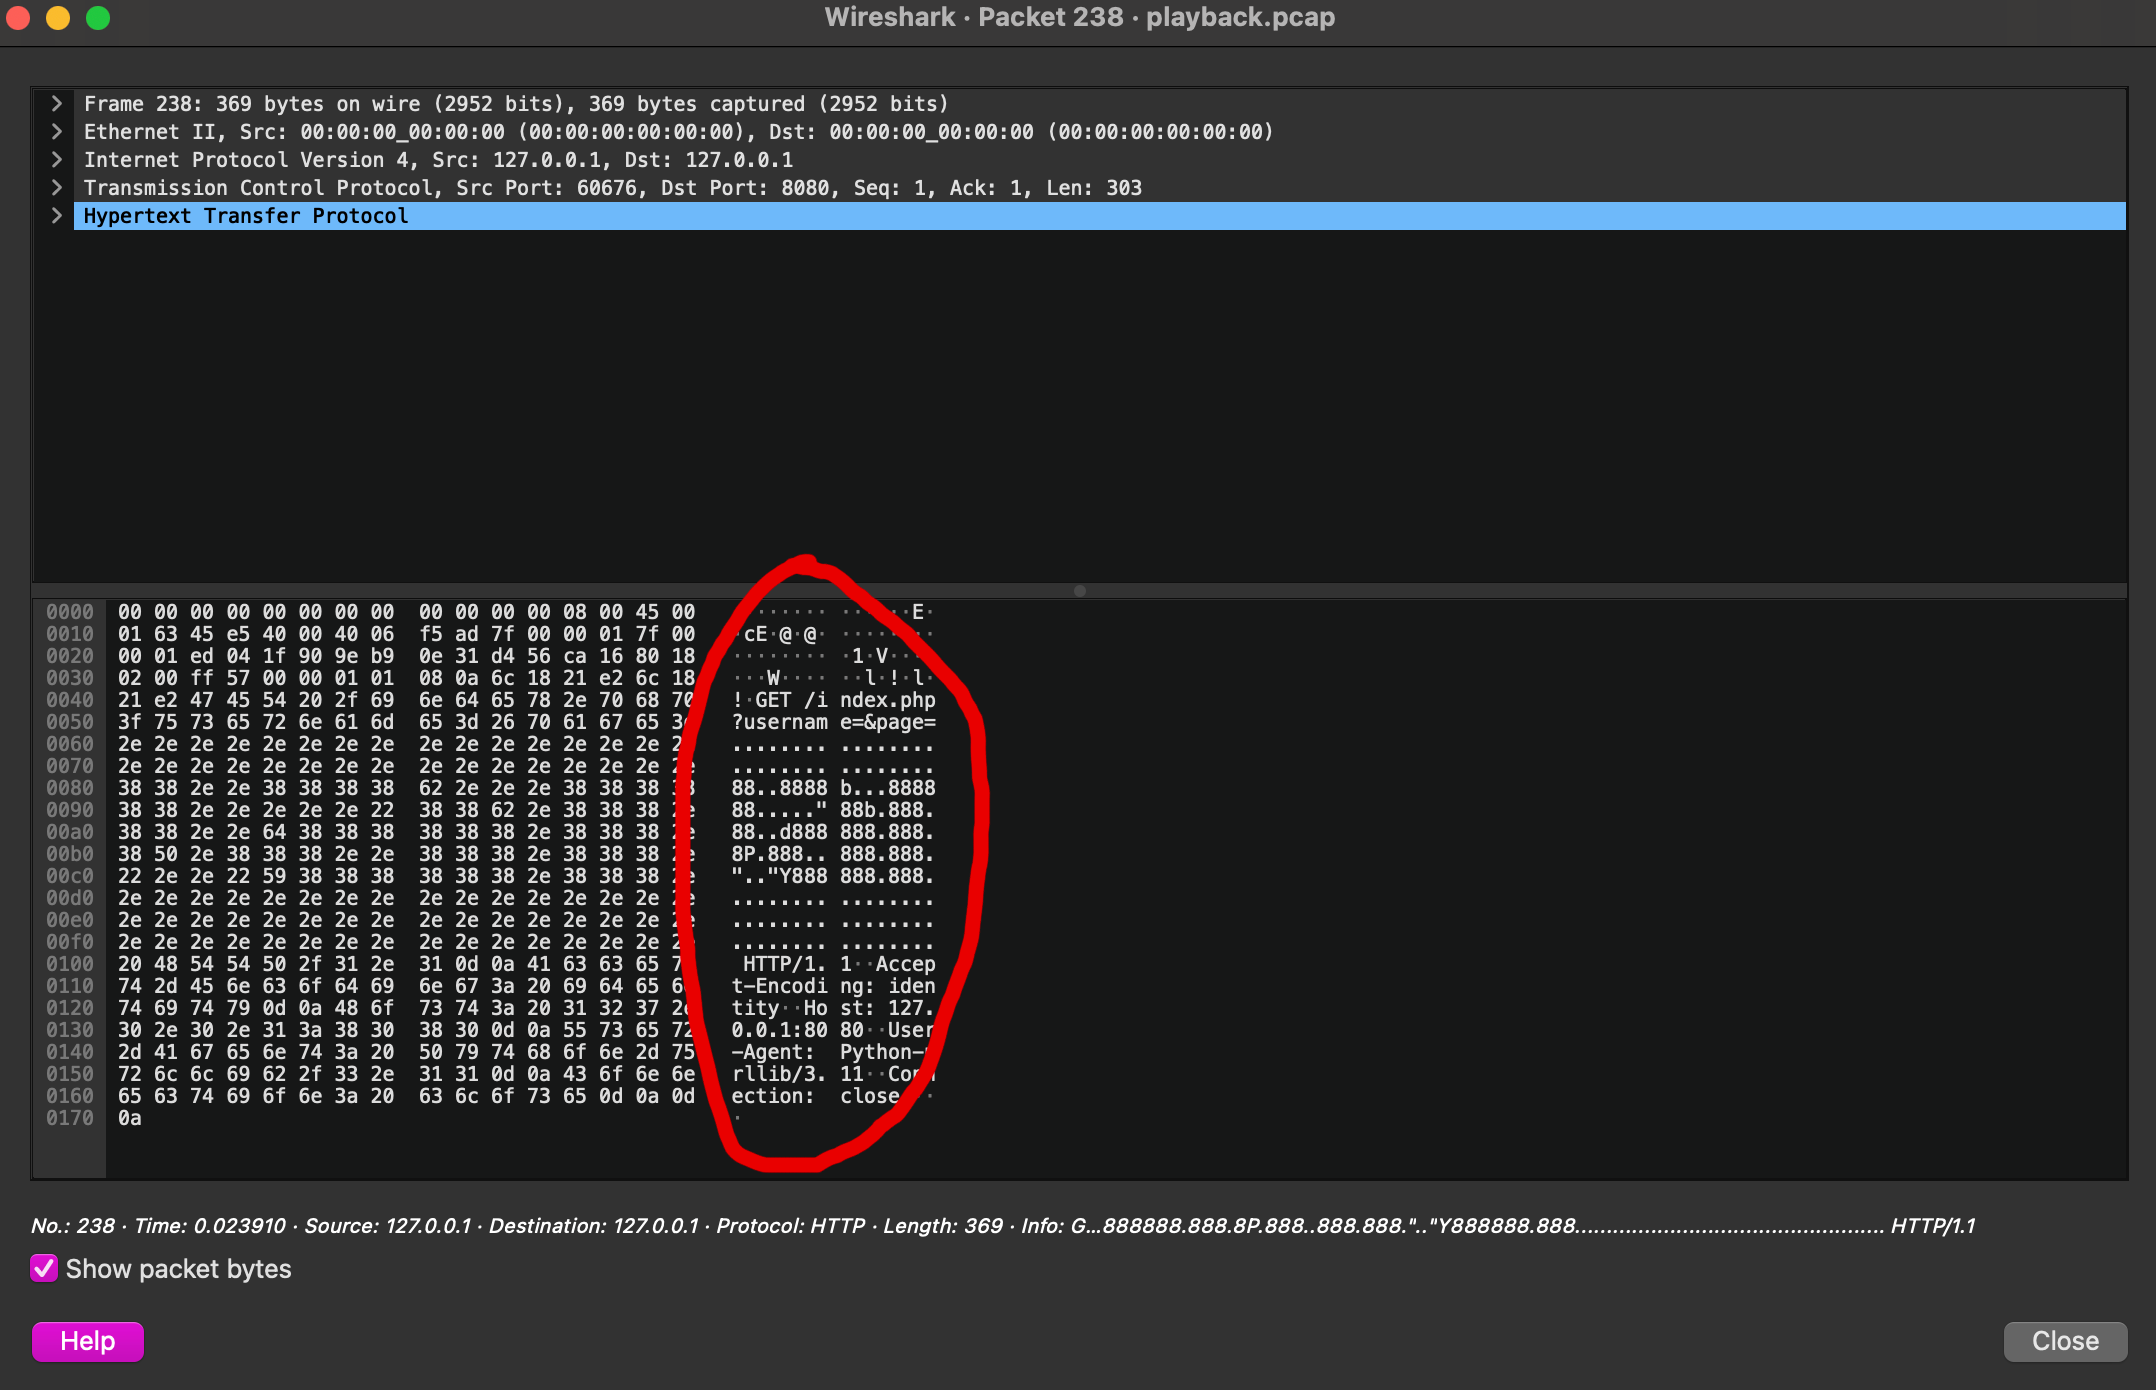 Wireshark · Packet 238 · playback.pcap
Frame 238: 369 bytes on wire (2952 bits), 369 bytes captured (2952 bits)
Ethernet II, Src: 00:00:00_00:00:00 (00:00:00:00:00:00), Dst: 00:00:00_00:00:00 (00:00:00:00:00:00)
Internet Protocol Version 4, Src: 127.0.0.1, Dst: 127.0.0.1
Transmission Control Protocol, Src Port: 60676, Dst Port: 8080, Seq: 1, Ack: 1, Len: 303
Hypertext Transfer Protocol
0000 00 00 00 00 00 00 00 00 00 00 00 00 08 00 45 00 ······ ······E·
0010 01 63 45 e5 40 00 40 06 f5 ad 7f 00 00 01 7f 00 ·cE·@·@· ········
0020 00 01 ed 04 1f 90 9e b9 0e 31 d4 56 ca 16 80 18 ········ ·1·V···
0030 02 00 ff 57 00 00 01 01 08 0a 6c 18 21 e2 6c 18 ···W···· ··l·!·l·
0040 21 e2 47 45 54 20 2f 69 6e 64 65 78 2e 70 68 70 !·GET /i ndex.php
0050 3f 75 73 65 72 6e 61 6d 65 3d 26 70 61 67 65 ?usernam e=&page=
0060 2e 2e 2e 2e 2e 2e 2e 2e 2e 2e 2e 2e 2e 2e 2e ........ ........
0070 2e 2e 2e 2e 2e 2e 2e 2e 2e 2e 2e 2e 2e 2e 2e 2e ........ ........
0080 38 38 2e 2e 38 38 38 38 62 2e 2e 2e 38 38 38 38 88..8888 b...8888
0090 38 38 2e 2e 2e 2e 2e 22 38 38 62 2e 38 38 38 2e 88....." 88b.888.
00a0 38 38 2e 2e 64 38 38 38 38 38 38 2e 38 38 38 2e 88..d888 888.888.
00b0 38 50 2e 38 38 38 2e 2e 38 38 38 2e 38 38 38 2e 8P.888.. 888.888.
00c0 22 2e 2e 22 59 38 38 38 38 38 38 2e 38 38 38 2e ".."Y888 888.888.
00d0 2e 2e 2e 2e 2e 2e 2e 2e 2e 2e 2e 2e 2e 2e 2e 2e ........ ........
00e0 2e 2e 2e 2e 2e 2e 2e 2e 2e 2e 2e 2e 2e 2e 2e 2e ........ ........
00f0 2e 2e 2e 2e 2e 2e 2e 2e 2e 2e 2e 2e 2e 2e 2e 2e ........ ........
0100 20 48 54 54 50 2f 31 2e 31 0d 0a 41 63 63 65 HTTP/1. 1··Accep
0110 74 2d 45 6e 63 6f 64 69 6e 67 3a 20 69 64 65 t-Encodi ng: iden
0120 74 69 74 79 0d 0a 48 6f 73 74 3a 20 31 32 37 tity··Ho st: 127.
0130 30 2e 30 2e 31 3a 38 30 38 30 0d 0a 55 73 65 72 0.0.1:80 80··User
0140 2d 41 67 65 6e 74 3a 20 50 79 74 68 6f 6e 2d 75 -Agent: Python-
0150 72 6c 6c 69 62 2f 33 2e 31 31 0d 0a 43 6f 6e 6e rllib/3. 11··Con
0160 65 63 74 69 6f 6e 3a 20 63 6c 6f 73 65 0d 0a 0d ection: close ·
0170 0a ·
No.: 238 · Time: 0.023910 · Source: 127.0.0.1 · Destination: 127.0.0.1 · Protocol: HTTP · Length: 369 · Info: G...888888.888.8P.888..888.888.".."Y888888.888................................................. HTTP/1.1
Show packet bytes
Help
Close